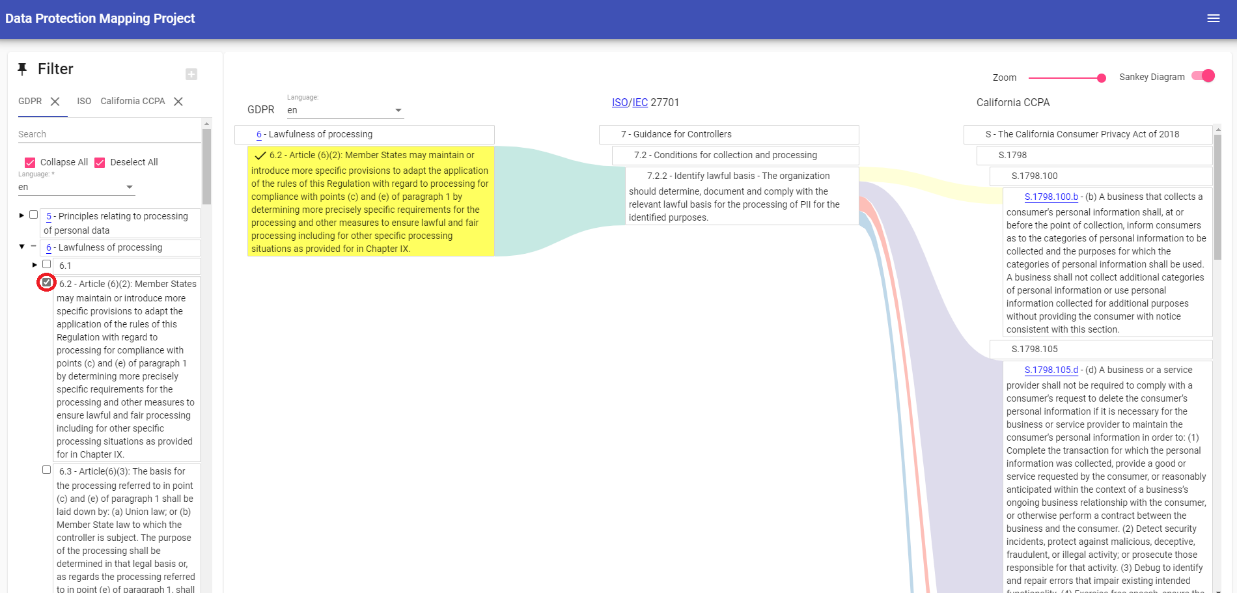 Data Protection Mapping Project
Filter
GDPR
ISO
California CCPA
Search
Collapse All
Deselect All
Language: *
en
5 - Principles relating to processing
of personal data
6 - Lawfulness of processing
6.1
6.2 - Article (6)(2): Member States
may maintain or introduce more
specific provisions to adapt the
application of the rules of this
Regulation with regard to
processing for compliance with
points (c) and (e) of paragraph 1
by determining more precisely
specific requirements for the
processing and other measures to
ensure lawful and fair processing
including for other specific
processing situations as provided
for in Chapter IX.
6.3 - Article(6)(3): The basis for
the processing referred to in point
(c) and (e) of paragraph 1 shall be
laid down by: (a) Union law; or (b)
Member State law to which the
controller is subject. The purpose
of the processing shall be
determined in that legal basis or,
as regards the processing referred
to in point (e) of paragraph 1, shall
Zoom
Sankey Diagram
GDPR
Language:
en
6 - Lawfulness of processing
6.2 - Article (6)(2): Member States may maintain or
introduce more specific provisions to adapt the application
of the rules of this Regulation with regard to processing for
compliance with points (c) and (e) of paragraph 1 by
determining more precisely specific requirements for the
processing and other measures to ensure lawful and fair
processing including for other specific processing
situations as provided for in Chapter IX.
ISO/IEC 27701
7 - Guidance for Controllers
7.2 - Conditions for collection and processing
7.2.2 - Identify lawful basis - The organization
should determine, document and comply with the
relevant lawful basis for the processing of PII for the
identified purposes.
California CCPA
S - The California Consumer Privacy Act of 2018
S.1798
S.1798.100
S.1798.100.b - (b) A business that collects a
consumer's personal information shall, at or
before the point of collection, inform consumers
as to the categories of personal information to be
collected and the purposes for which the
categories of personal information shall be used.
A business shall not collect additional categories
of personal information or use personal
information collected for additional purposes
without providing the consumer with notice
consistent with this section.
S.1798.105
S.1798.105.d - (d) A business or a service
provider shall not be required to comply with a
consumer's request to delete the consumer's
personal information if it is necessary for the
business or service provider to maintain the
consumer's personal information in order to: (1)
Complete the transaction for which the personal
information was collected, provide a good or
service requested by the consumer, or reasonably
anticipated within the context of a business's
ongoing business relationship with the consumer,
or otherwise perform a contract between the
business and the consumer. (2) Detect security
incidents, protect against malicious, deceptive,
fraudulent, or illegal activity; or prosecute those
responsible for that activity. (3) Debug to identify
and repair errors that impair existing intended
functionality. (4) Exercise free speech, ensure the